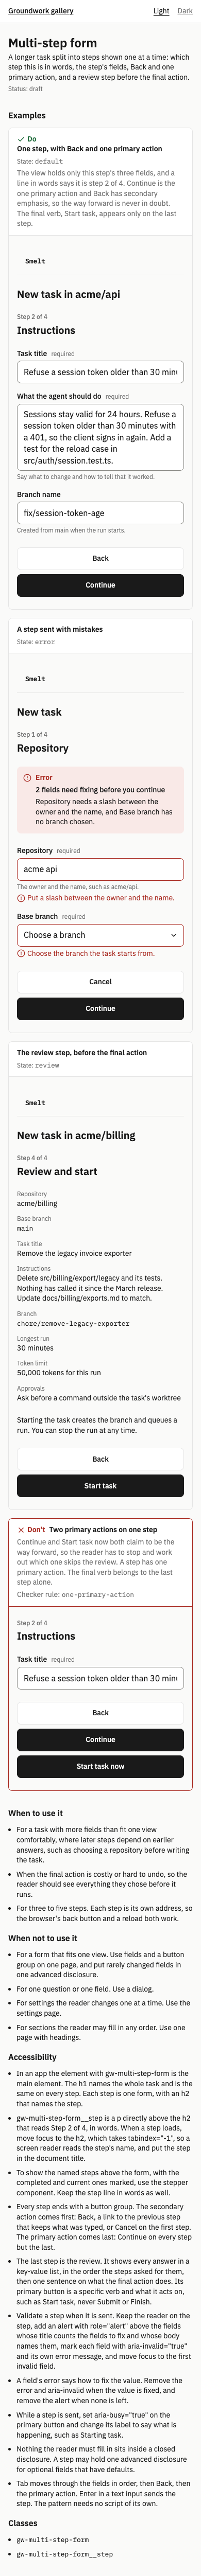 Groundwork gallery
Light
Dark
Multi-step form
A longer task split into steps shown one at a time: which
step this is in words, the step's fields, Back and one
primary action, and a review step before the final action.
Status: draft
Examples
Do
One step, with Back and one primary action
State: default
The view holds only this step's three fields, and a
line in words says it is step 2 of 4. Continue is the
one primary action and Back has secondary
emphasis, so the way forward is never in doubt.
The final verb, Start task, appears only on the last
step.
Smelt
New task in acme/api
Step 2 of 4
Instructions
Task title required
Refuse a session token older than 30 minu
What the agent should do required
Sessions stay valid for 24 hours. Refuse a
session token older than 30 minutes with
a 401, so the client signs in again. Add a
test for the reload case in
src/auth/session.test.ts.
Say what to change and how to tell that it worked.
Branch name
fix/session-token-age
Created from main when the run starts.
Back
Continue
A step sent with mistakes
State: error
Smelt
New task
Step 1 of 4
Repository
Error
2 fields need fixing before you continue
Repository needs a slash between the
owner and the name, and Base branch has
no branch chosen.
Repository required
acme api
The owner and the name, such as acme/api.
Put a slash between the owner and the name.
Base branch required
Choose a branch
Choose the branch the task starts from.
Cancel
Continue
The review step, before the final action
State: review
Smelt
New task in acme/billing
Step 4 of 4
Review and start
Repository
acme/billing
Base branch
main
Task title
Remove the legacy invoice exporter
Instructions
Delete src/billing/export/legacy and its tests.
Nothing has called it since the March release.
Update docs/billing/exports.md to match.
Branch
chore/remove-legacy-exporter
Longest run
30 minutes
Token limit
50,000 tokens for this run
Approvals
Ask before a command outside the task's worktree
Starting the task creates the branch and queues a
run. You can stop the run at any time.
Back
Start task
Don't Two primary actions on one step
Continue and Start task now both claim to be the
way forward, so the reader has to stop and work
out which one skips the review. A step has one
primary action. The final verb belongs to the last
step alone.
Checker rule: one-primary-action
Step 2 of 4
Instructions
Task title required
Refuse a session token older than 30 minu
Back
Continue
Start task now
When to use it
For a task with more fields than fit one view
comfortably, where later steps depend on earlier
answers, such as choosing a repository before writing
the task.
When the final action is costly or hard to undo, so the
reader should see everything they chose before it
runs.
For three to five steps. Each step is its own address, so
the browser's back button and a reload both work.
When not to use it
For a form that fits one view. Use fields and a button
group on one page, and put rarely changed fields in
one advanced disclosure.
For one question or one field. Use a dialog.
For settings the reader changes one at a time. Use the
settings page.
For sections the reader may fill in any order. Use one
page with headings.
Accessibility
In an app the element with gw-multi-step-form is the
main element. The h1 names the whole task and is the
same on every step. Each step is one form, with an h2
that names the step.
gw-multi-step-form__step is a p directly above the h2
that reads Step 2 of 4, in words. When a step loads,
move focus to the h2, which takes tabindex="-1", so a
screen reader reads the step's name, and put the step
in the document title.
To show the named steps above the form, with the
completed and current ones marked, use the stepper
component. Keep the step line in words as well.
Every step ends with a button group. The secondary
action comes first: Back, a link to the previous step
that keeps what was typed, or Cancel on the first step.
The primary action comes last: Continue on every step
but the last.
The last step is the review. It shows every answer in a
key-value list, in the order the steps asked for them,
then one sentence on what the final action does. Its
primary button is a specific verb and what it acts on,
such as Start task, never Submit or Finish.
Validate a step when it is sent. Keep the reader on the
step, add an alert with role="alert" above the fields
whose title counts the fields to fix and whose body
names them, mark each field with aria-invalid="true"
and its own error message, and move focus to the first
invalid field.
A field's error says how to fix the value. Remove the
error and aria-invalid when the value is fixed, and
remove the alert when none is left.
While a step is sent, set aria-busy="true" on the
primary button and change its label to say what is
happening, such as Starting task.
Nothing the reader must fill in sits inside a closed
disclosure. A step may hold one advanced disclosure
for optional fields that have defaults.
Tab moves through the fields in order, then Back, then
the primary action. Enter in a text input sends the
step. The pattern needs no script of its own.
Classes
gw-multi-step-form
gw-multi-step-form__step